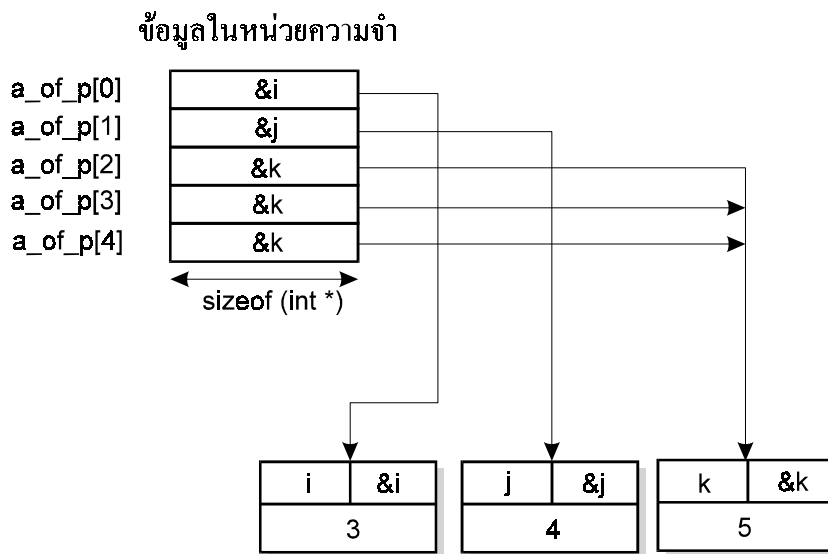 ข้อมูลในหน่วยความจำ
a_of_p[0] &i
a_of_p[1] &j
a_of_p[2] &k
a_of_p[3] &k
a_of_p[4] &k
sizeof (int *)
i &i j &j k &k
3 4 5